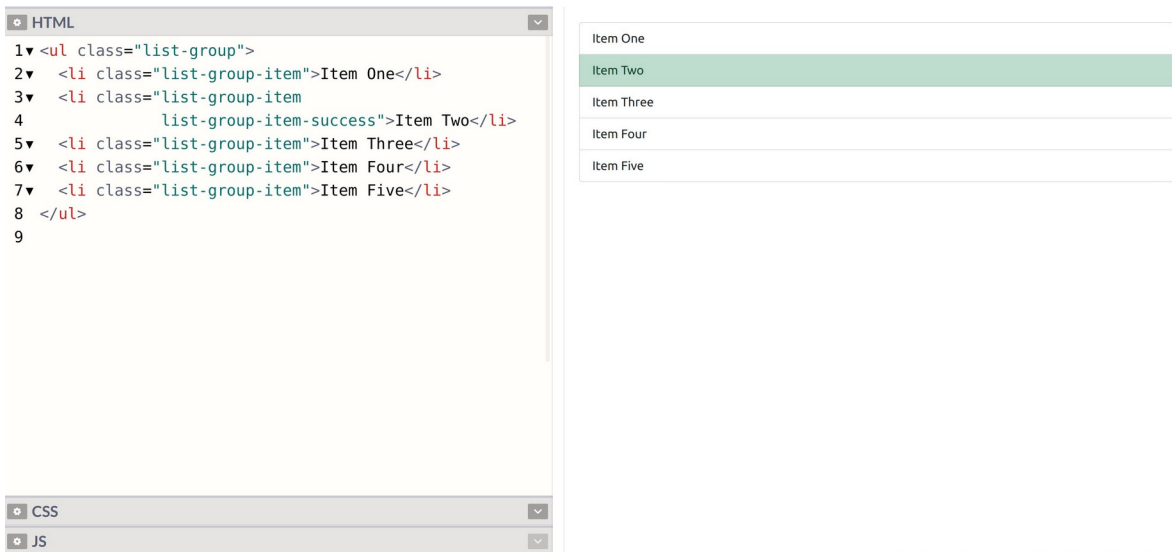 HTML
1▾ <ul class="list-group">
2▾   <li class="list-group-item">Item One</li>
3▾   <li class="list-group-item
4              list-group-item-success">Item Two</li>
5▾   <li class="list-group-item">Item Three</li>
6▾   <li class="list-group-item">Item Four</li>
7▾   <li class="list-group-item">Item Five</li>
8  </ul>
9
CSS
JS
Item One
Item Two
Item Three
Item Four
Item Five